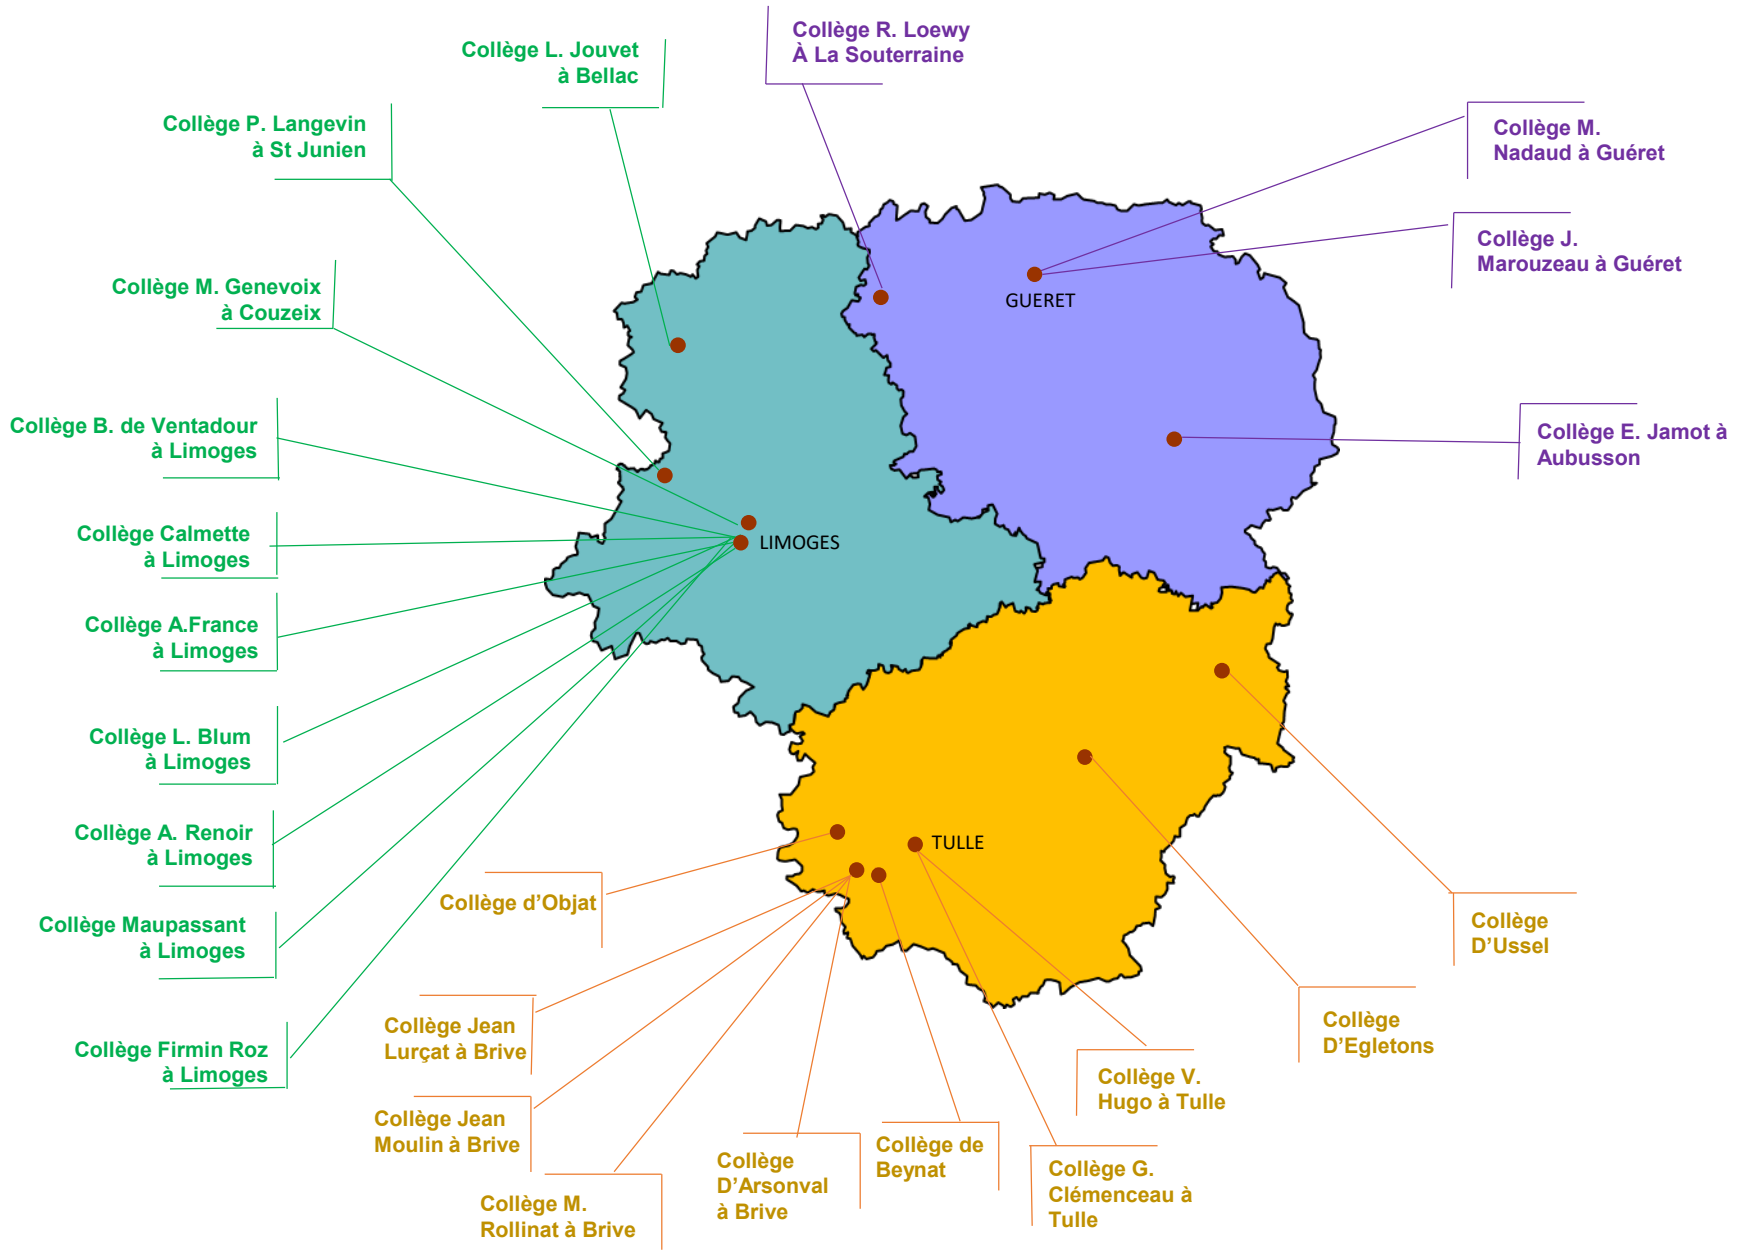 Collège R. Loewy
À La Souterraine
Collège L. Jouvet
à Bellac
Collège P. Langevin
à St Junien
Collège M.
Nadaud à Guéret
Collège J.
Marouzeau à Guéret
Collège M. Genevoix
à Couzeix
GUERET
Collège B. de Ventadour
à Limoges
Collège E. Jamot à
Aubusson
Collège Calmette
à Limoges
LIMOGES
Collège A.France
à Limoges
Collège L. Blum
à Limoges
Collège A. Renoir
à Limoges
TULLE
Collège d'Objat
Collège Maupassant
à Limoges
Collège
D'Ussel
Collège Jean
Lurçat à Brive
Collège
D'Egletons
Collège Firmin Roz
à Limoges
Collège V.
Hugo à Tulle
Collège Jean
Moulin à Brive
Collège de
Beynat
Collège
D'Arsonval
à Brive
Collège G.
Clémenceau à
Tulle
Collège M.
Rollinat à Brive